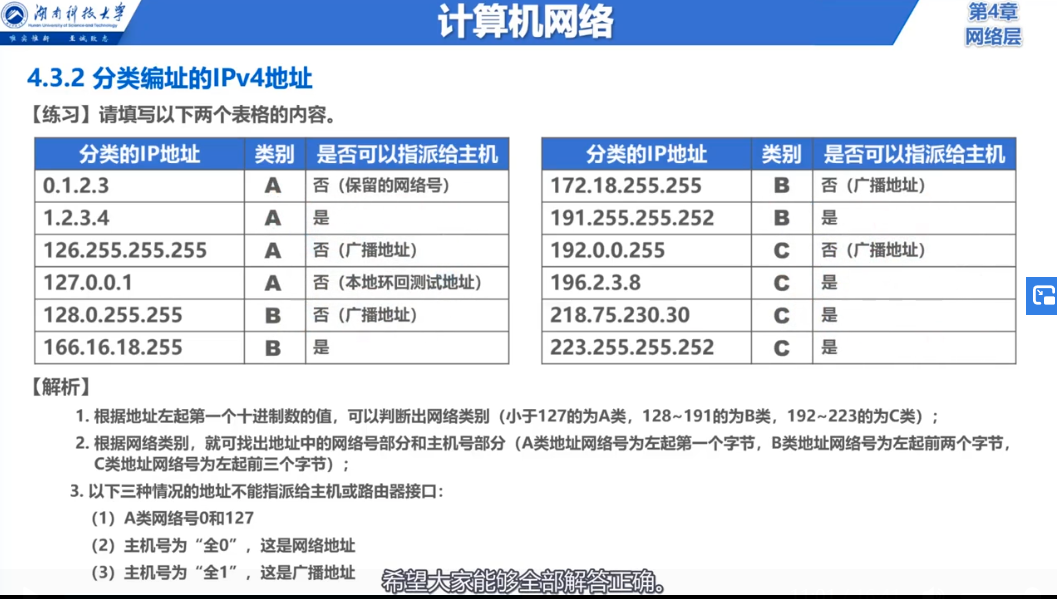 湖南科技大学
Hunan University of Science and Technology
唯实惟新 至诚致志
计算机网络
第4章
网络层
4.3.2 分类编址的IPv4地址
【练习】请填写以下两个表格的内容。
分类的IP地址 类别 是否可以指派给主机
0.1.2.3 A 否（保留的网络号）
1.2.3.4 A 是
126.255.255.255 A 否（广播地址）
127.0.0.1 A 否（本地环回测试地址）
128.0.255.255 B 否（广播地址）
166.16.18.255 B 是
分类的IP地址 类别 是否可以指派给主机
172.18.255.255 B 否（广播地址）
191.255.255.252 B 是
192.0.0.255 C 否（广播地址）
196.2.3.8 C 是
218.75.230.30 C 是
223.255.255.252 C 是
【解析】
1. 根据地址左起第一个十进制数的值，可以判断出网络类别（小于127的为A类，128~191的为B类，192~223的为C类）；
2. 根据网络类别，就可找出地址中的网络号部分和主机号部分（A类地址网络号为左起第一个字节，B类地址网络号为左起前两个字节，
C类地址网络号为左起前三个字节）；
3. 以下三种情况的地址不能指派给主机或路由器接口：
（1）A类网络号0和127
（2）主机号为“全0”，这是网络地址
（3）主机号为“全1”，这是广播地址
希望大家能够全部解答正确。